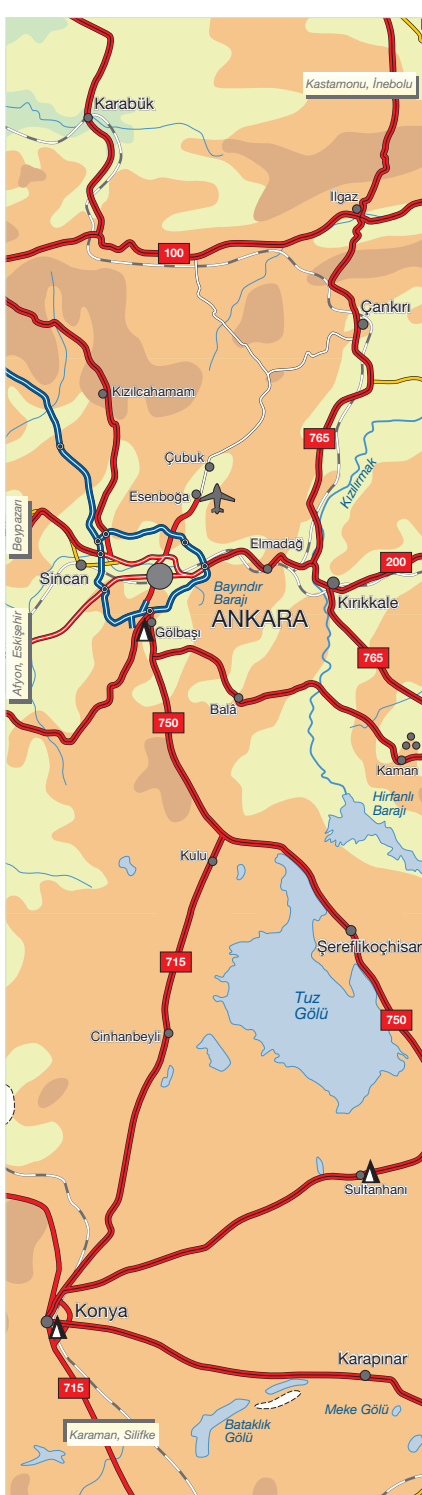 Kastamonu, İnebolu
Karabük
Ilgaz
100
Çankırı
Kızılcahamam
765
Çubuk
Kızılırmak
Esenboğa
Beypazarı
Elmadağ
200
Sincan
Bayındır
Barajı
Kırıkkale
ANKARA
Afyon, Eskişehir
Gölbaşı
765
Balâ
750
Kaman
Hirfanlı
Barajı
Kulu
Şereflikoçhisar
715
Tuz
Gölü
750
Cinhanbeyli
Sultanhanı
Konya
Karapınar
715
Meke Gölü
Bataklık
Gölü
Karaman, Silifke